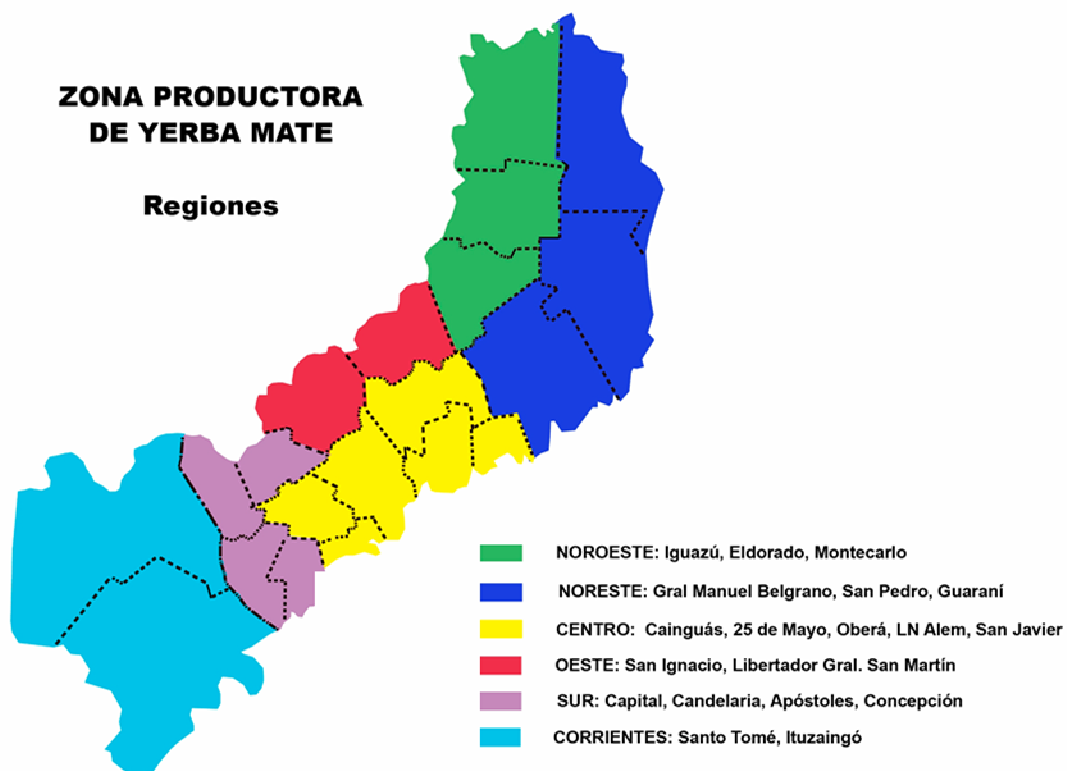 ZONA PRODUCTORA
DE YERBA MATE
Regiones
NOROESTE: Iguazú, Eldorado, Montecarlo
NORESTE: Gral Manuel Belgrano, San Pedro, Guaraní
CENTRO: Cainguás, 25 de Mayo, Oberá, LN Alem, San Javier
OESTE: San Ignacio, Libertador Gral. San Martín
SUR: Capital, Candelaria, Apóstoles, Concepción
CORRIENTES: Santo Tomé, Ituzaingó